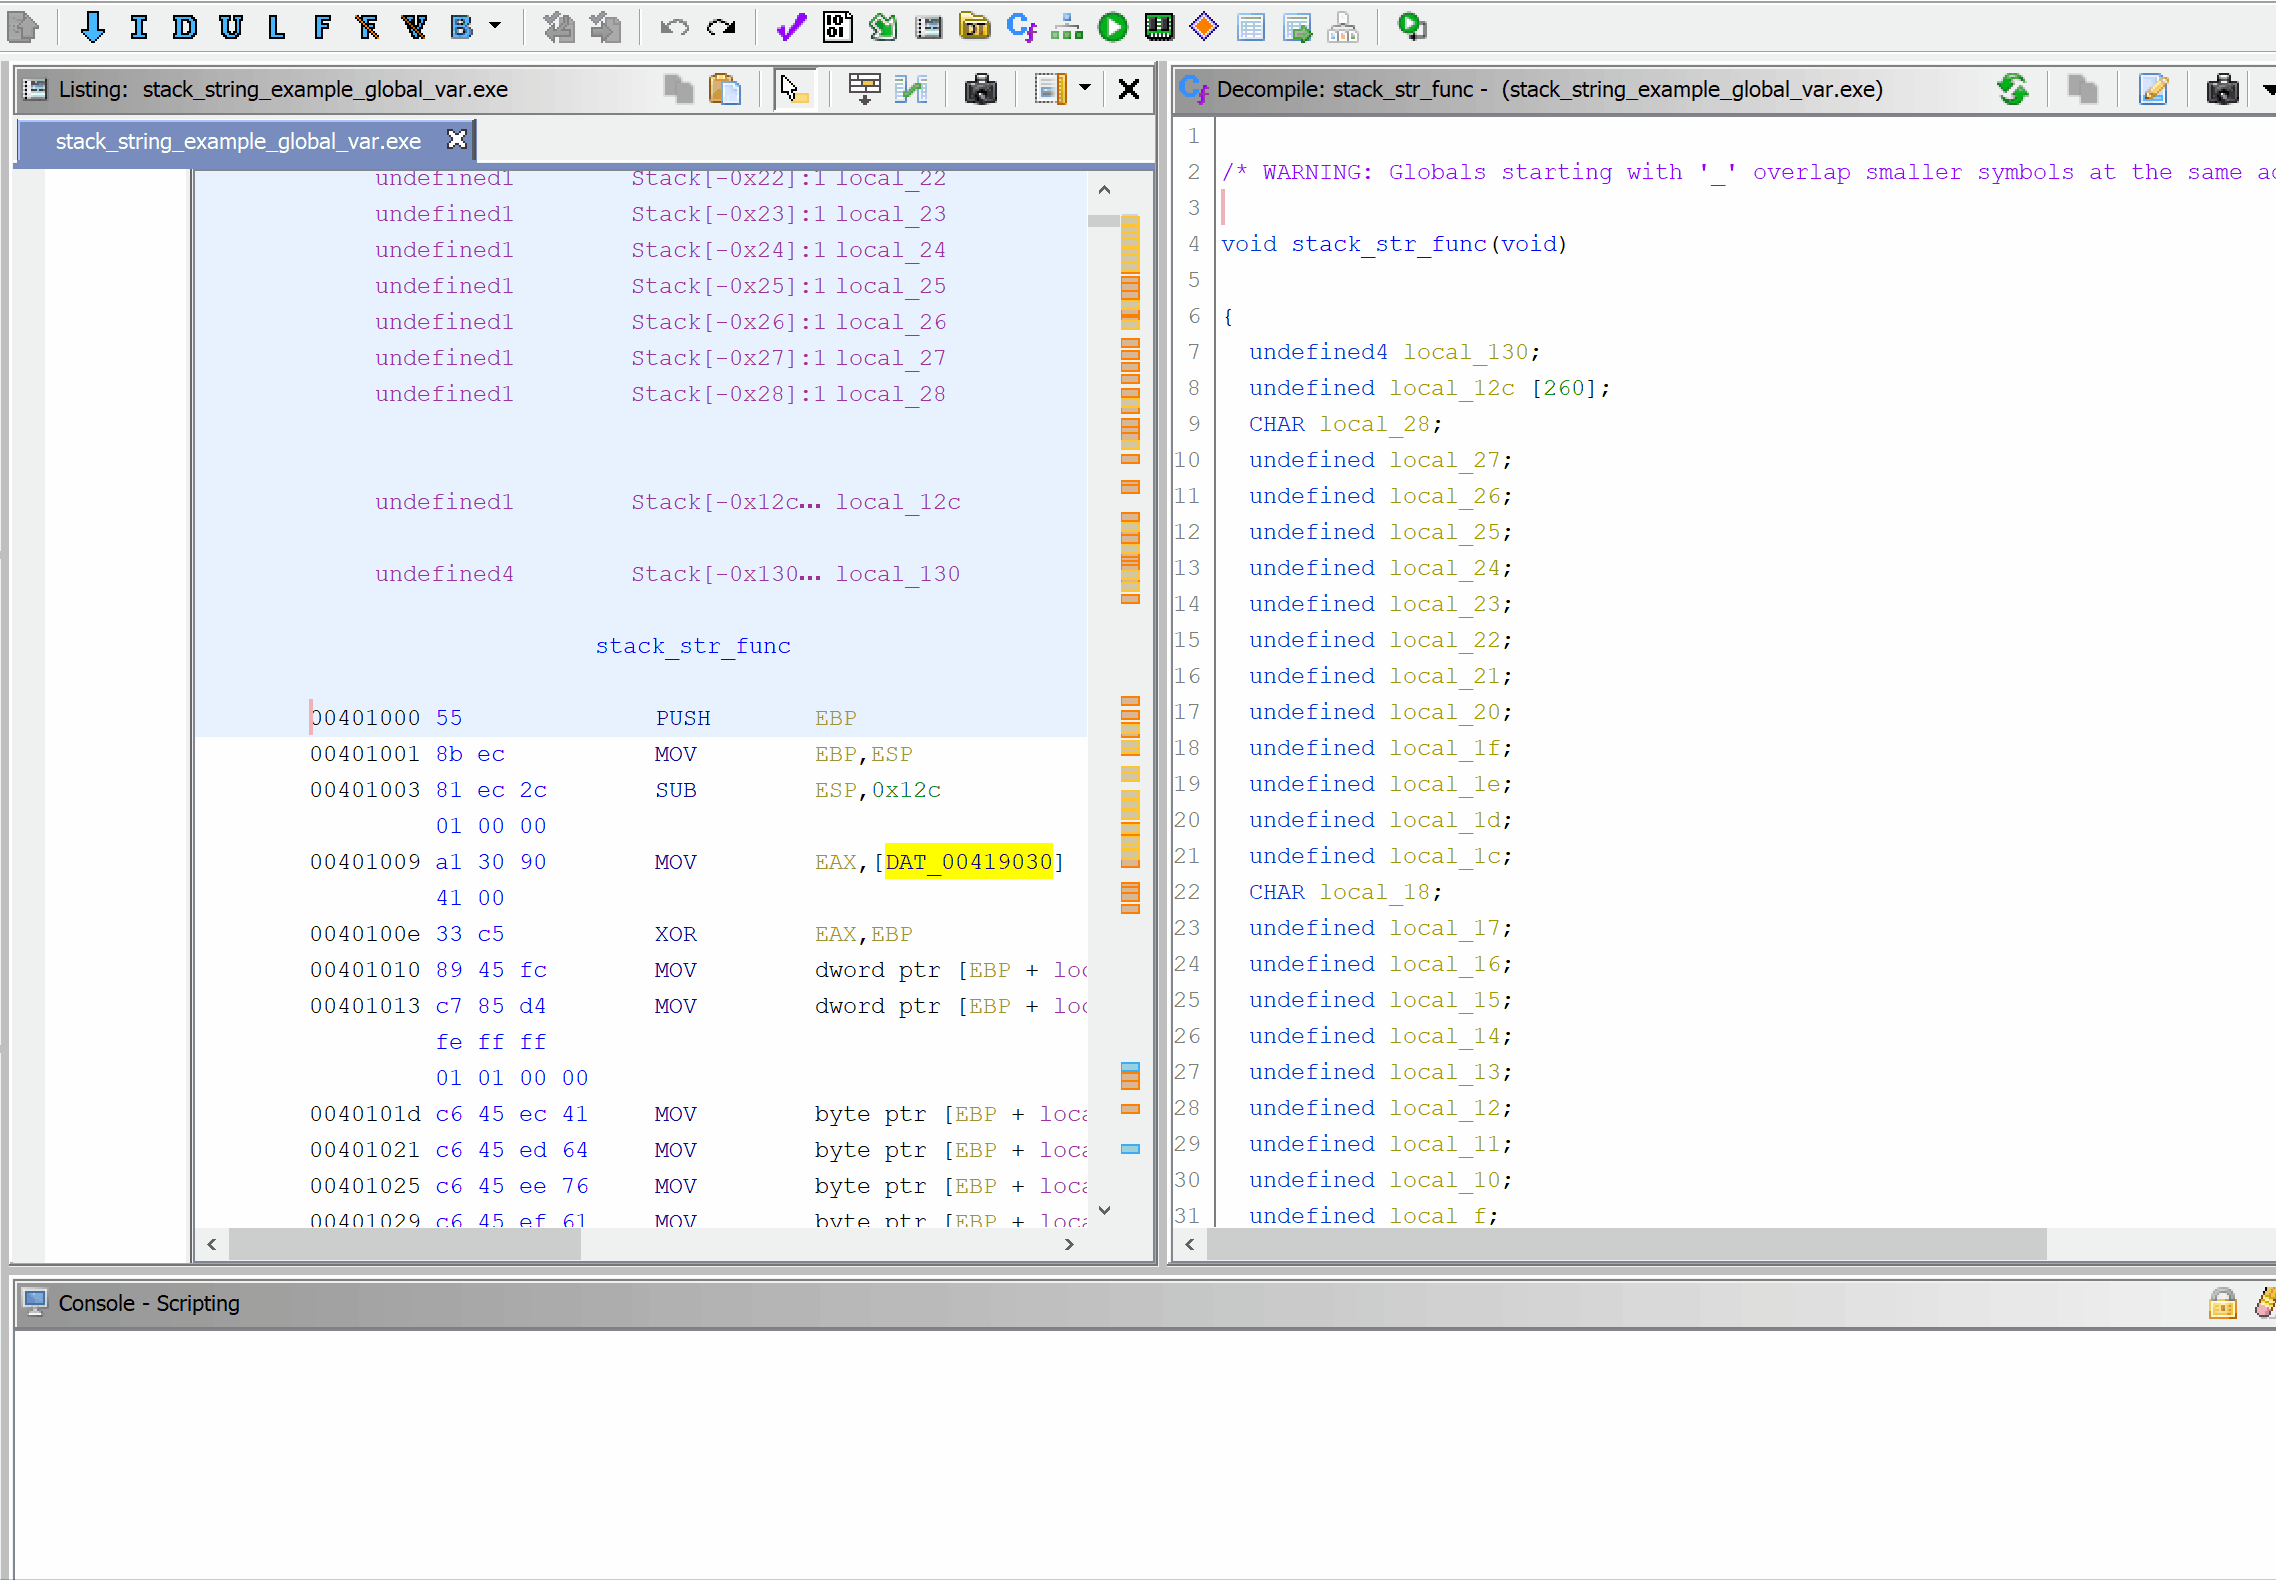 I D U L F F V B
Listing: stack_string_example_global_var.exe
stack_string_example_global_var.exe
undefined1 Stack[-0x22]:1 local_22
undefined1 Stack[-0x23]:1 local_23
undefined1 Stack[-0x24]:1 local_24
undefined1 Stack[-0x25]:1 local_25
undefined1 Stack[-0x26]:1 local_26
undefined1 Stack[-0x27]:1 local_27
undefined1 Stack[-0x28]:1 local_28
undefined1 Stack[-0x12c... local_12c
undefined4 Stack[-0x130... local_130
stack_str_func
00401000 55 PUSH EBP
00401001 8b ec MOV EBP,ESP
00401003 81 ec 2c SUB ESP,0x12c
01 00 00
00401009 a1 30 90 MOV EAX,[DAT_00419030]
41 00
0040100e 33 c5 XOR EAX,EBP
00401010 89 45 fc MOV dword ptr [EBP + loc
00401013 c7 85 d4 MOV dword ptr [EBP + loc
fe ff ff
01 01 00 00
0040101d c6 45 ec 41 MOV byte ptr [EBP + loca
00401021 c6 45 ed 64 MOV byte ptr [EBP + loca
00401025 c6 45 ee 76 MOV byte ptr [EBP + loca
00401029 c6 45 ef 61 MOV byte ptr [EBP + loca
Decompile: stack_str_func - (stack_string_example_global_var.exe)
1
2 /* WARNING: Globals starting with '_' overlap smaller symbols at the same ad
3
4 void stack_str_func(void)
5
6 {
7 undefined4 local_130;
8 undefined local_12c [260];
9 CHAR local_28;
10 undefined local_27;
11 undefined local_26;
12 undefined local_25;
13 undefined local_24;
14 undefined local_23;
15 undefined local_22;
16 undefined local_21;
17 undefined local_20;
18 undefined local_1f;
19 undefined local_1e;
20 undefined local_1d;
21 undefined local_1c;
22 CHAR local_18;
23 undefined local_17;
24 undefined local_16;
25 undefined local_15;
26 undefined local_14;
27 undefined local_13;
28 undefined local_12;
29 undefined local_11;
30 undefined local_10;
31 undefined local_f;
Console - Scripting